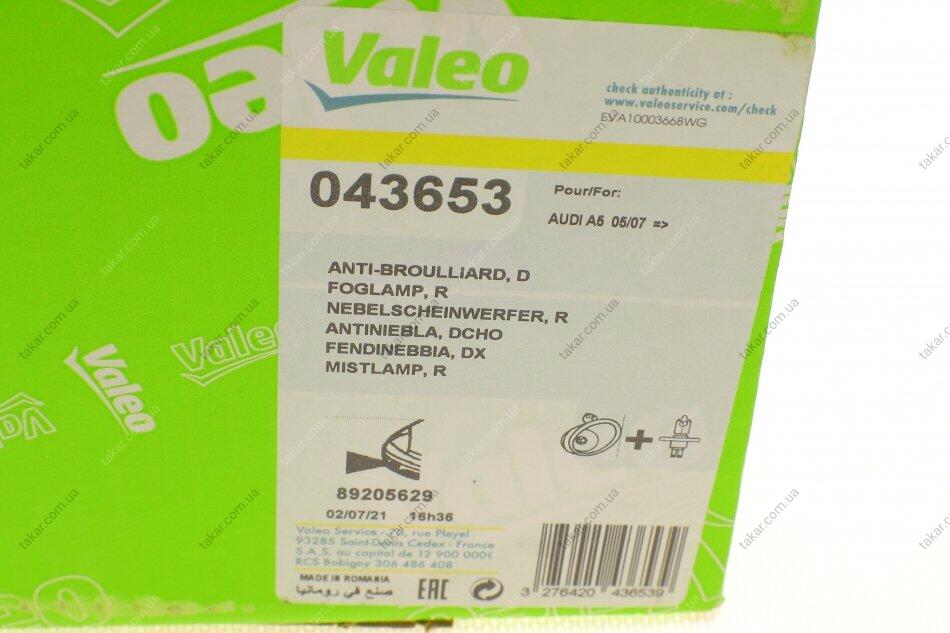 Valeo
check authenticity at :
www.valeoservice.com/check
EVA10003668WG
043653
Pour/For:
AUDI A5 05/07 =>
ANTI-BROULLIARD, D
FOGLAMP, R
NEBELSCHEINWERFER, R
ANTINIEBLA, DCHO
FENDINEBBIA, DX
MISTLAMP, R
89205629
02/07/21 16h36
Valeo Service - 70, rue Pleyel
93285 Saint-Denis Cedex - France
S.A.S. au capital de 12 900 000€
RCS Bobigny 306 486 408
MADE IN ROMANIA
صنع في رومانيا
EAC
3 276420 436539
Valeo
Valeo
takar.com.ua